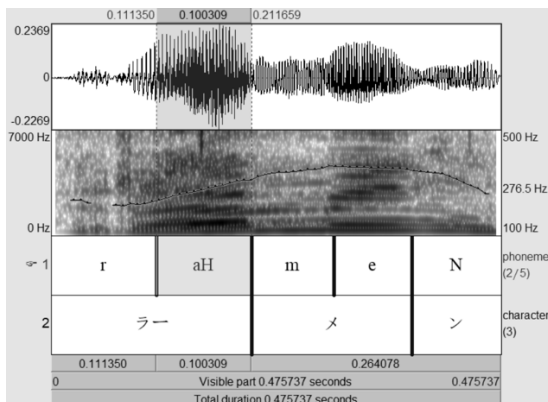 0.111350 0.100309 0.211659
0.2369
0
-0.2269
7000 Hz 500 Hz
276.5 Hz
0 Hz 100 Hz
1 r aH m e N phoneme (2/5)
2 ラー メ ン character (3)
0.111350 0.100309 0.264078
0 Visible part 0.475737 seconds 0.475737
Total duration 0.475737 seconds